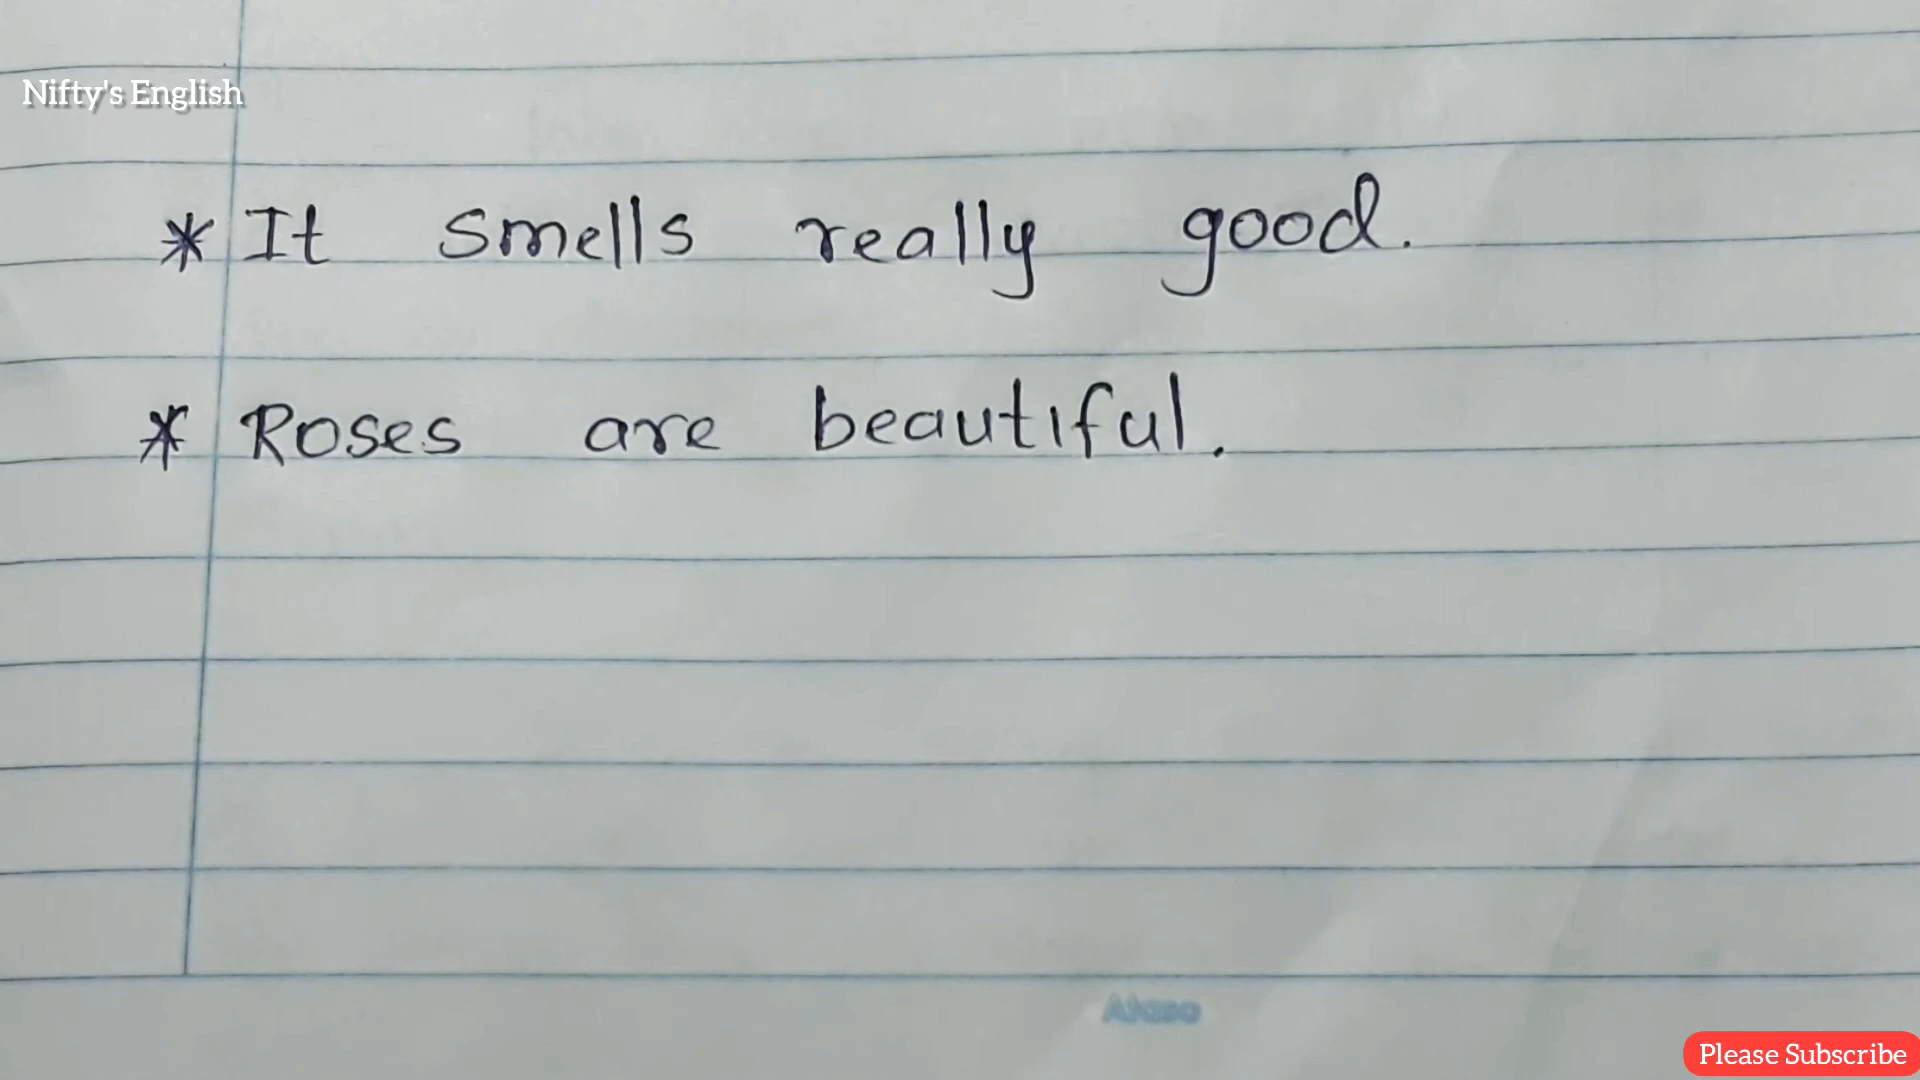 Nifty's English
* It smells really good.
* Roses are beautiful.
Please Subscribe